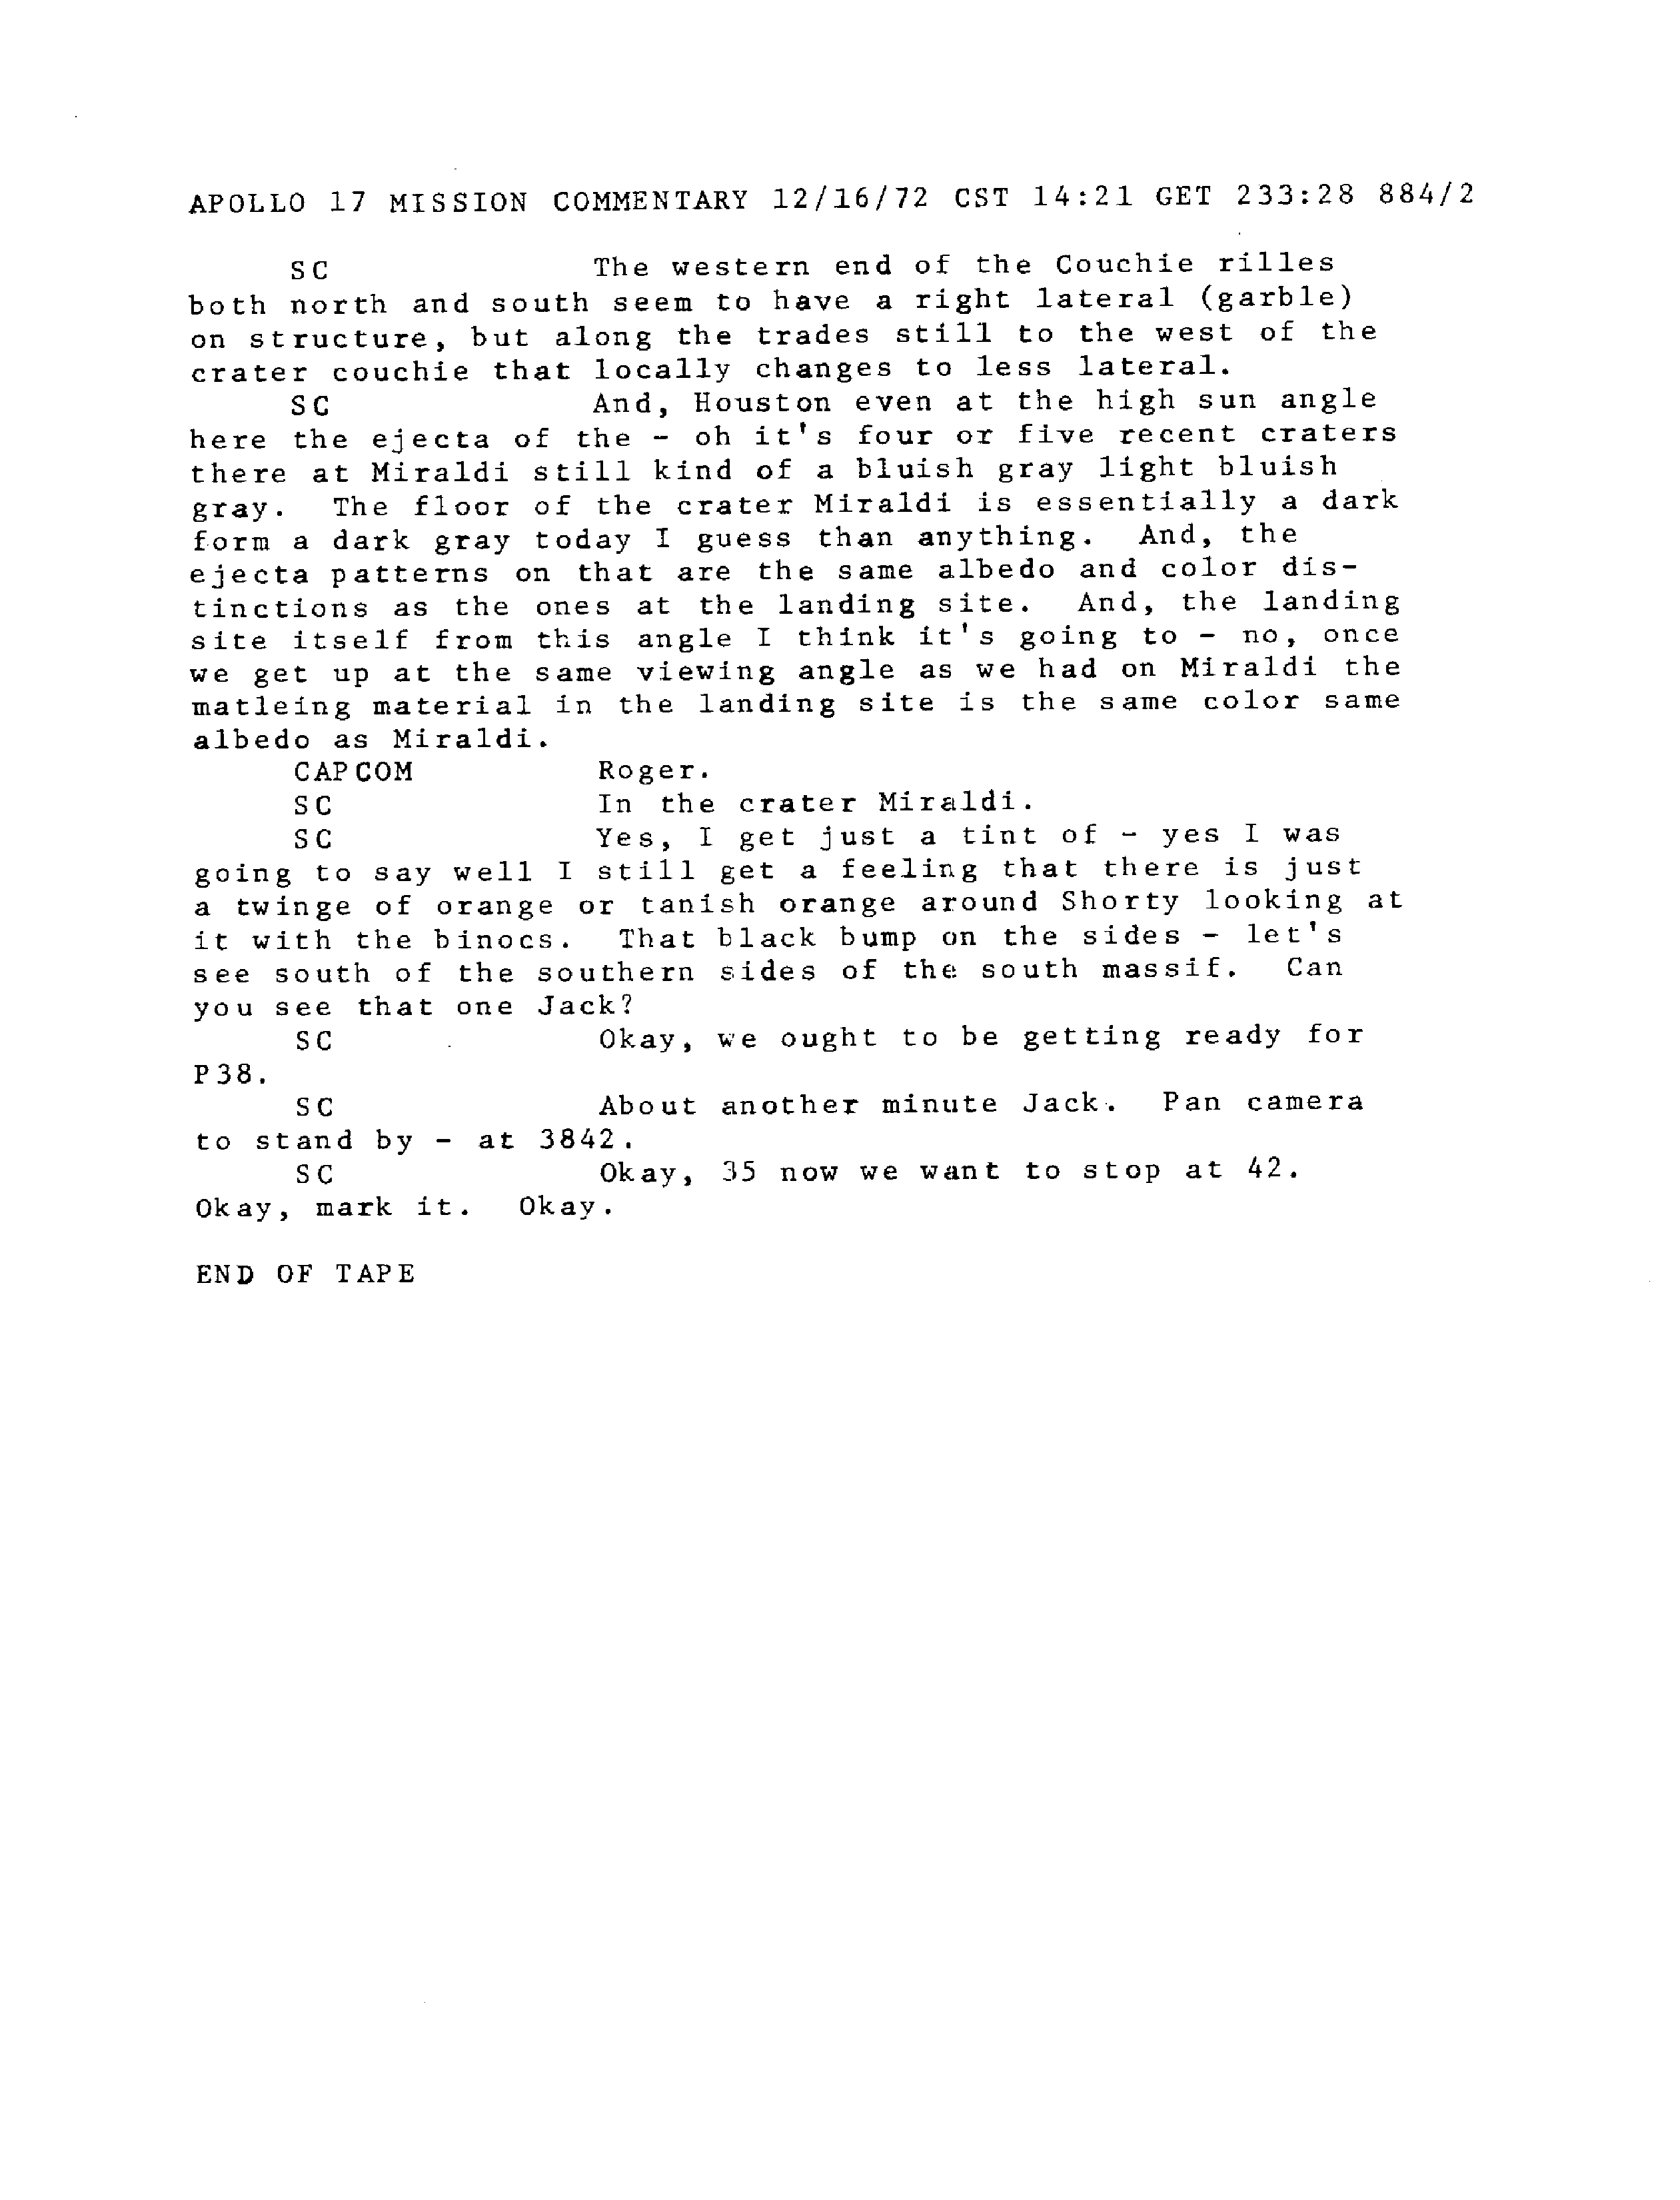 APOLLO 17 MISSION COMMENTARY 12/16/72 CST 14:21 GET 233:28 884/2
SC The western end of the Couchie rilles
both north and south seem to have a right lateral (garble)
on structure, but along the trades still to the west of the
crater couchie that locally changes to less lateral.
SC And, Houston even at the high sun angle
here the ejecta of the - oh it's four or five recent craters
there at Miraldi still kind of a bluish gray light bluish
gray. The floor of the crater Miraldi is essentially a dark
form a dark gray today I guess than anything. And, the
ejecta patterns on that are the same albedo and color dis-
tinctions as the ones at the landing site. And, the landing
site itself from this angle I think it's going to - no, once
we get up at the same viewing angle as we had on Miraldi the
matleing material in the landing site is the same color same
albedo as Miraldi.
CAPCOM Roger.
SC In the crater Miraldi.
SC Yes, I get just a tint of - yes I was
going to say well I still get a feeling that there is just
a twinge of orange or tanish orange around Shorty looking at
it with the binocs. That black bump on the sides - let's
see south of the southern sides of the south massif. Can
you see that one Jack?
SC Okay, we ought to be getting ready for
P38.
SC About another minute Jack. Pan camera
to stand by - at 3842.
SC Okay, 35 now we want to stop at 42.
Okay, mark it. Okay.
END OF TAPE